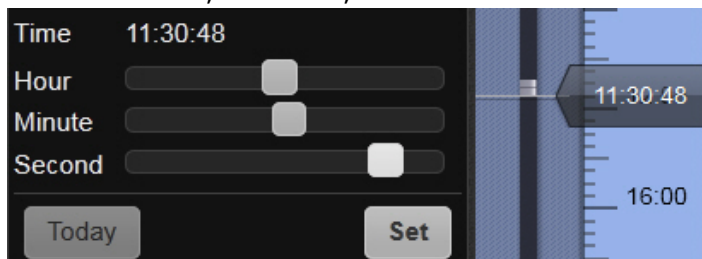 Time 11:30:48
Hour
11:30:48
Minute
Second
16:00
Today Set